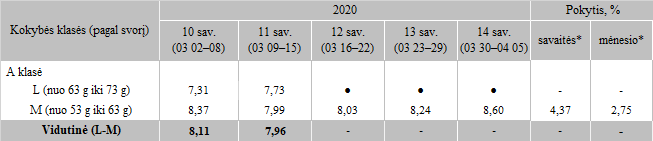 Kokybės klasės (pagal svorį) 2020 Pokytis, %
10 sav. (03 02–08) 11 sav. (03 09–15) 12 sav. (03 16–22) 13 sav. (03 23–29) 14 sav. (03 30–04 05) savaitės* mėnesio*
A klasė
L (nuo 63 g iki 73 g) 7,31 7,73 ● ● ● - -
M (nuo 53 g iki 63 g) 8,37 7,99 8,03 8,24 8,60 4,37 2,75
Vidutinė (L-M) 8,11 7,96 - - - - -